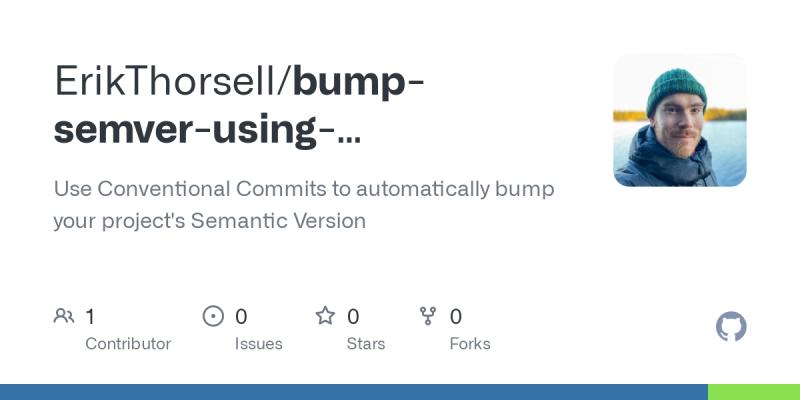 ErikThorsell/bump-
semver-using-...
Use Conventional Commits to automatically bump
your project's Semantic Version
1 0 0 0
Contributor Issues Stars Forks